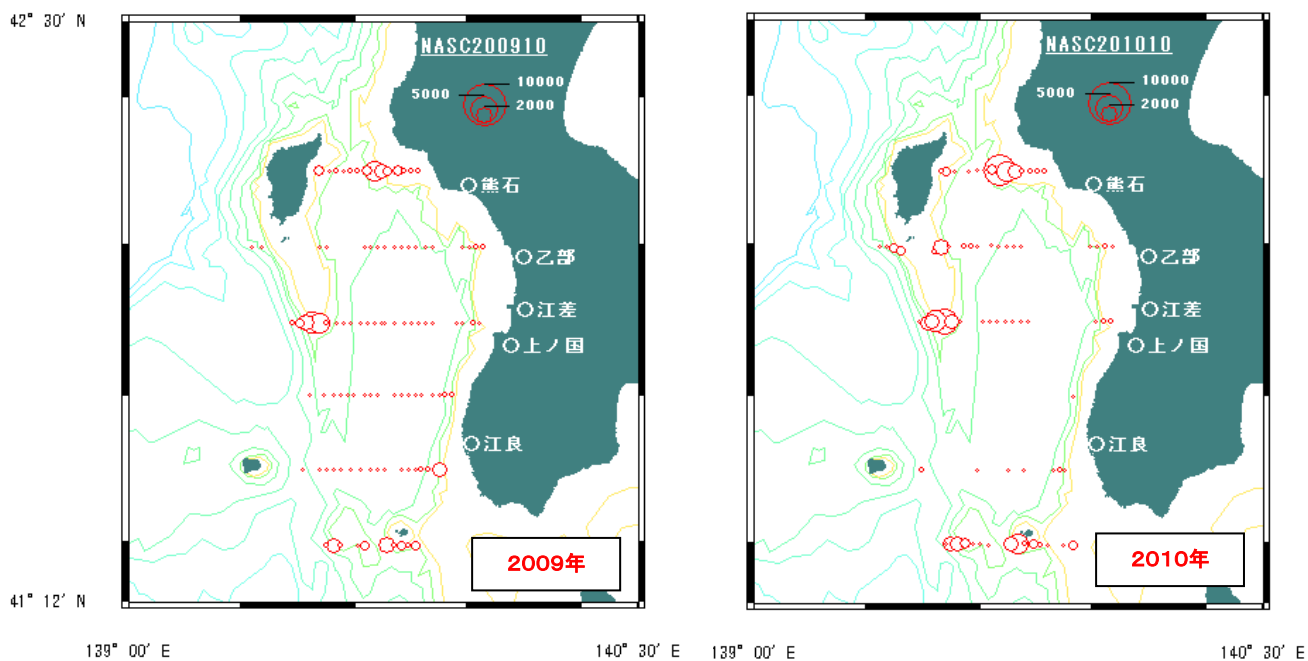 42° 30′ N
NASC200910
10000
5000
2000
熊石
乙部
江差
上ノ国
江良
2009年
41° 12′ N
139° 00′ E
140° 30′ E
NASC201010
10000
5000
2000
熊石
乙部
江差
上ノ国
江良
2010年
139° 00′ E
140° 30′ E